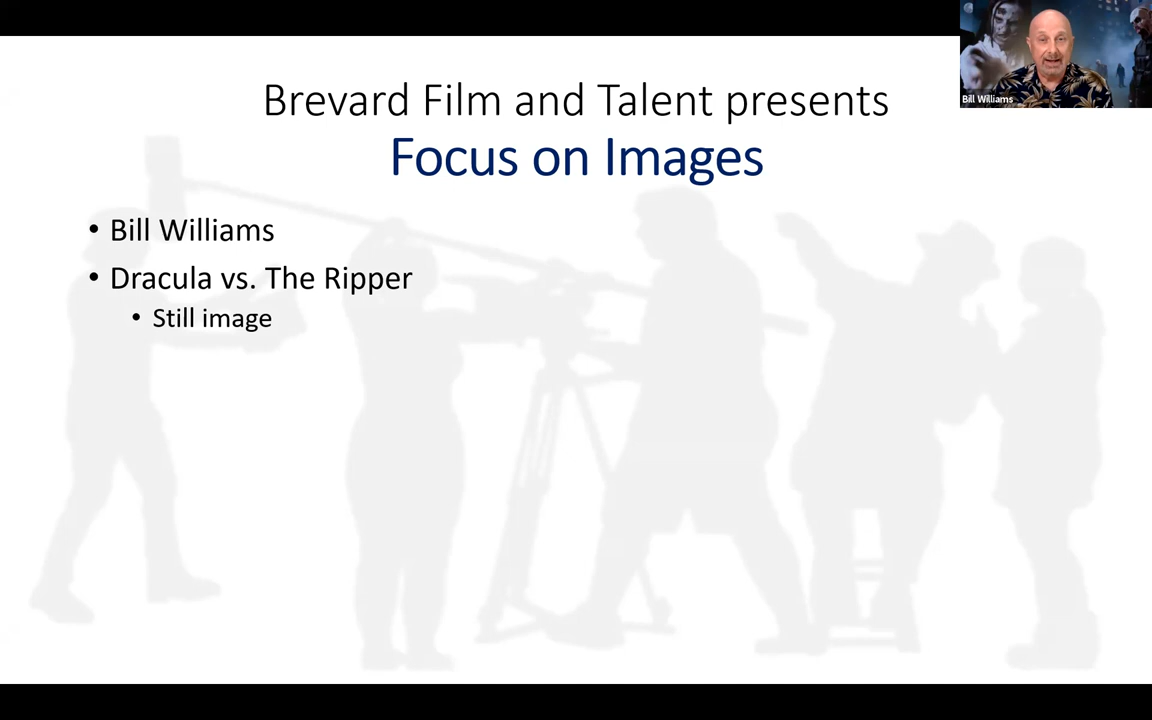 Brevard Film and Talent presents
Focus on Images
• Bill Williams
• Dracula vs. The Ripper
• Still image
Bill Williams